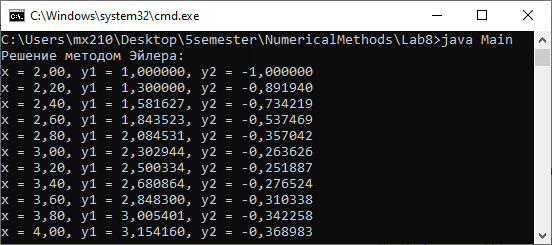 C:\Windows\system32\cmd.exe
C:\Users\mx210\Desktop\5semester\NumericalMethods\Lab8>java Main
Решение методом Эйлера:
x = 2,00, y1 = 1,000000, y2 = -1,000000
x = 2,20, y1 = 1,300000, y2 = -0,891940
x = 2,40, y1 = 1,581627, y2 = -0,734219
x = 2,60, y1 = 1,843523, y2 = -0,537469
x = 2,80, y1 = 2,084531, y2 = -0,357042
x = 3,00, y1 = 2,302944, y2 = -0,263626
x = 3,20, y1 = 2,500334, y2 = -0,251887
x = 3,40, y1 = 2,680864, y2 = -0,276524
x = 3,60, y1 = 2,848300, y2 = -0,310338
x = 3,80, y1 = 3,005401, y2 = -0,342258
x = 4,00, y1 = 3,154160, y2 = -0,368983